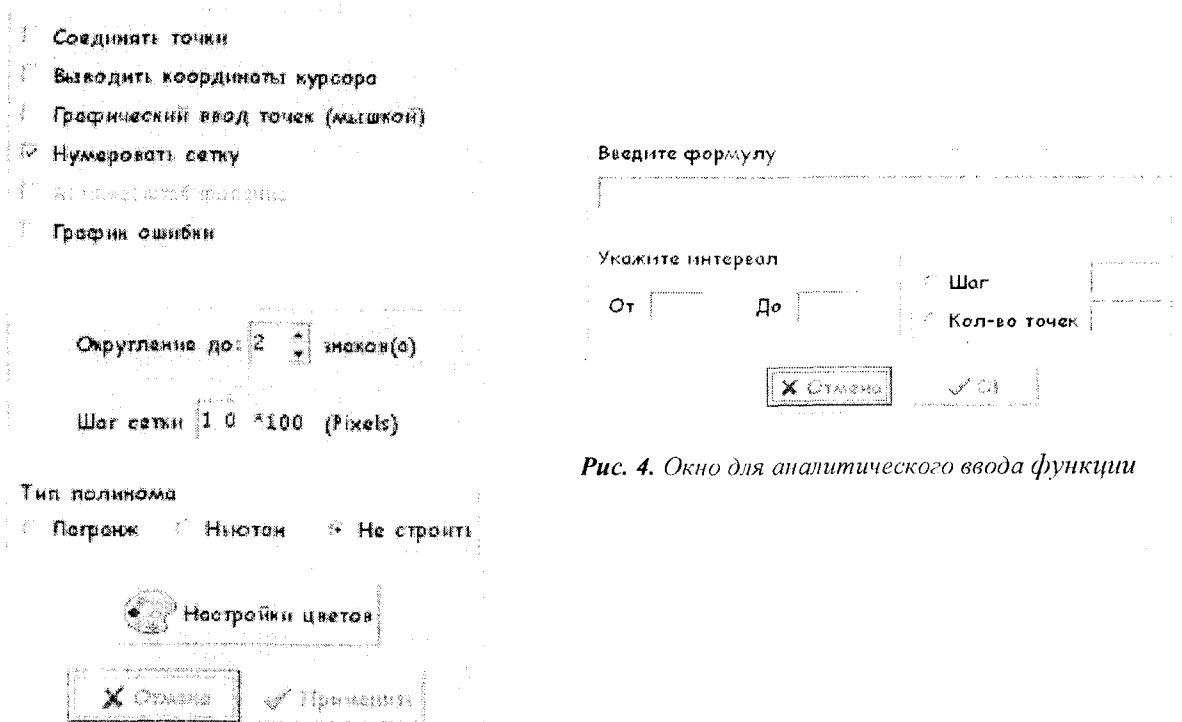 Соединять точки
Выводить координаты курсора
Графический ввод точек (мышкой)
Нумеровать сетку
График ошибки
Округление до: 2 знаков(а)
Шаг сетки 1 0 *100 (Pixels)
Тип полинома
Лагранж Ньютон Не строить
Настройки цветов
Отмена Применить
Введите формулу
Укажите интервал
От До
Шаг
Кол-во точек
Отмена
Рис. 4. Окно для аналитического ввода функции